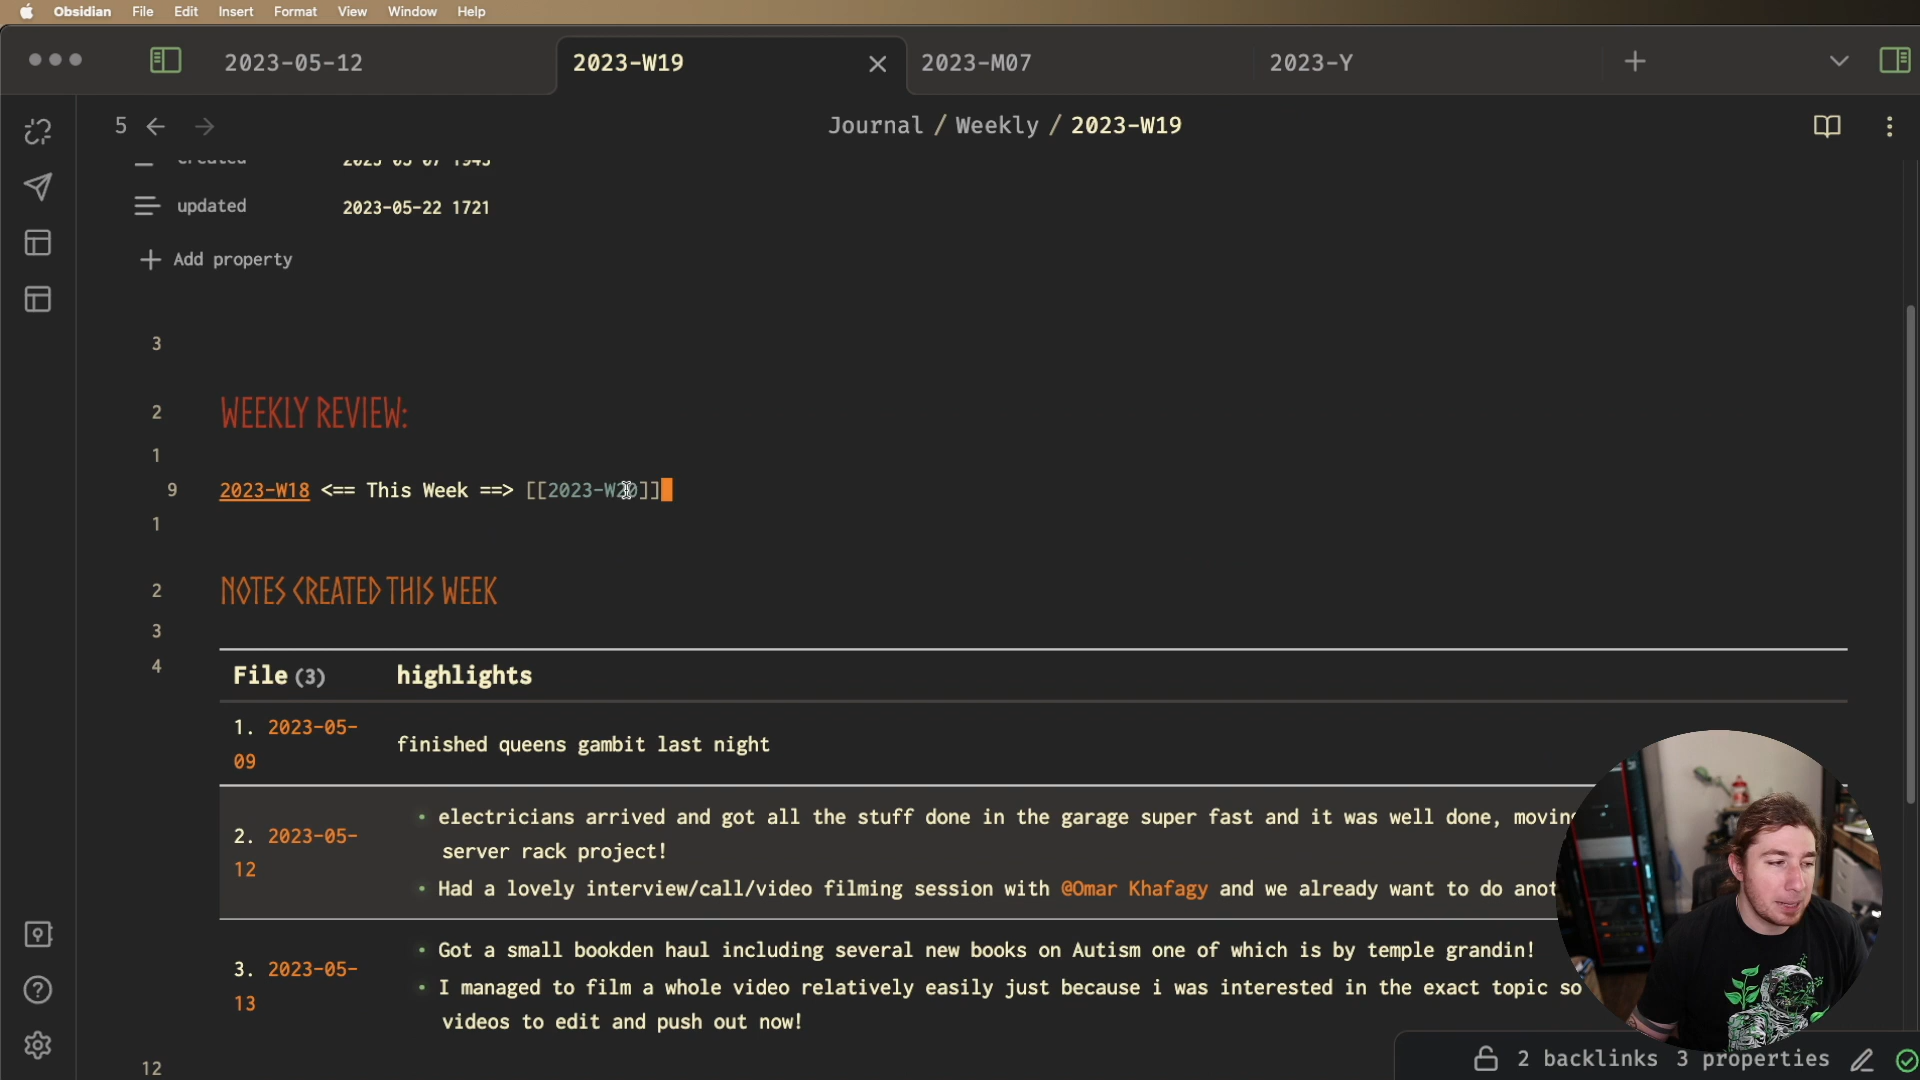 Obsidian File Edit Insert Format View Window Help
2023-05-12 2023-W19 2023-M07 2023-Y
5 Journal / Weekly / 2023-W19
created 2023-05-07 1945
updated 2023-05-22 1721
Add property
3
2 WEEKLY REVIEW:
1
9 2023-W18 <== This Week ==> [[2023-W20]]
1
2 NOTES CREATED THIS WEEK
3
4 File (3) highlights
1. 2023-05-
09
finished queens gambit last night
2. 2023-05-
12
• electricians arrived and got all the stuff done in the garage super fast and it was well done, moving
server rack project!
• Had a lovely interview/call/video filming session with @Omar Khafagy and we already want to do
3. 2023-05-
13
• Got a small bookden haul including several new books on Autism one of which is by temple grandin!
• I managed to film a whole video relatively easily just because i was interested in the exact topic so
videos to edit and push out now!
12
2 backlinks 3 properties